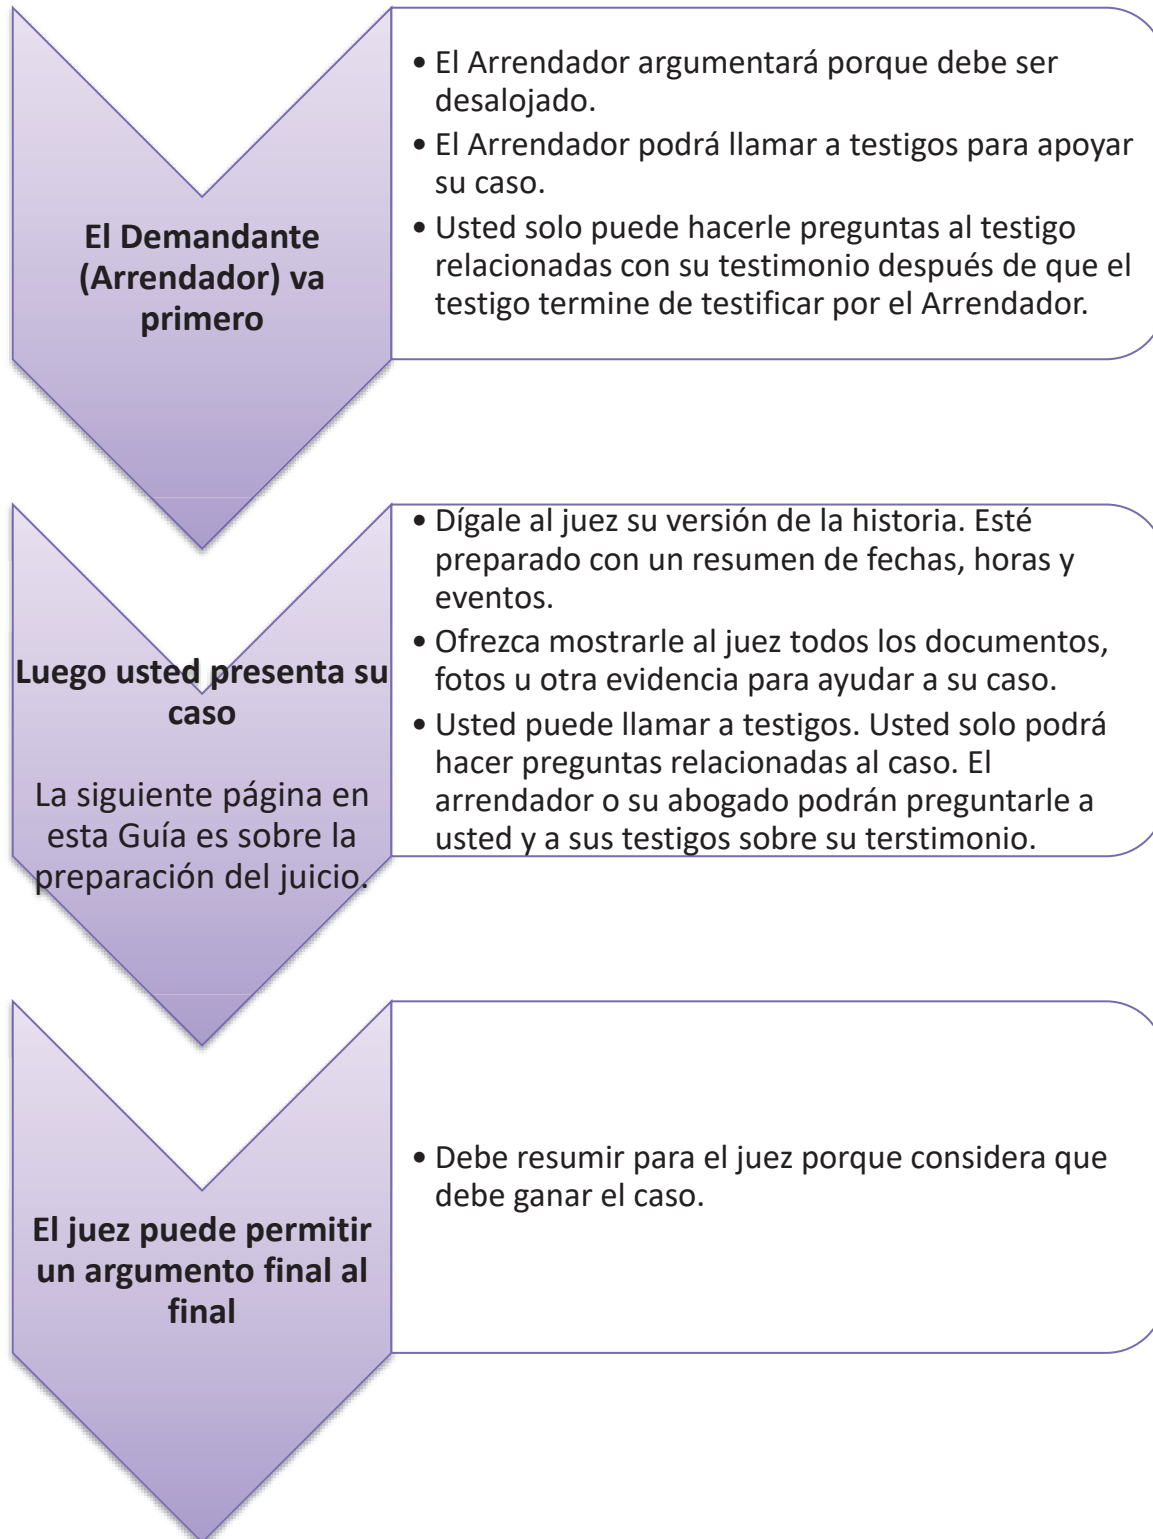 El Demandante
(Arrendador) va
primero
• El Arrendador argumentará porque debe ser
desalojado.
• El Arrendador podrá llamar a testigos para apoyar
su caso.
• Usted solo puede hacerle preguntas al testigo
relacionadas con su testimonio después de que el
testigo termine de testificar por el Arrendador.
Luego usted presenta su
caso
La siguiente página en
esta Guía es sobre la
preparación del juicio.
• Dígale al juez su versión de la historia. Esté
preparado con un resumen de fechas, horas y
eventos.
• Ofrezca mostrarle al juez todos los documentos,
fotos u otra evidencia para ayudar a su caso.
• Usted puede llamar a testigos. Usted solo podrá
hacer preguntas relacionadas al caso. El
arrendador o su abogado podrán preguntarle a
usted y a sus testigos sobre su terstimonio.
El juez puede permitir
un argumento final al
final
• Debe resumir para el juez porque considera que
debe ganar el caso.